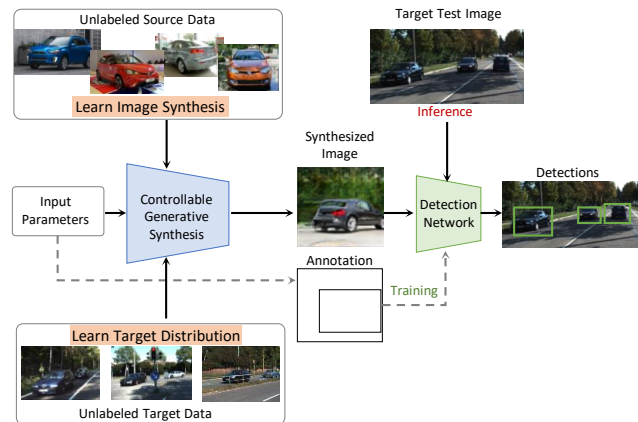 Unlabeled Source Data
Learn Image Synthesis
Target Test Image
Inference
Synthesized
Image
Detections
Input
Parameters
Controllable
Generative
Synthesis
Detection
Network
Annotation
Training
Learn Target Distribution
Unlabeled Target Data